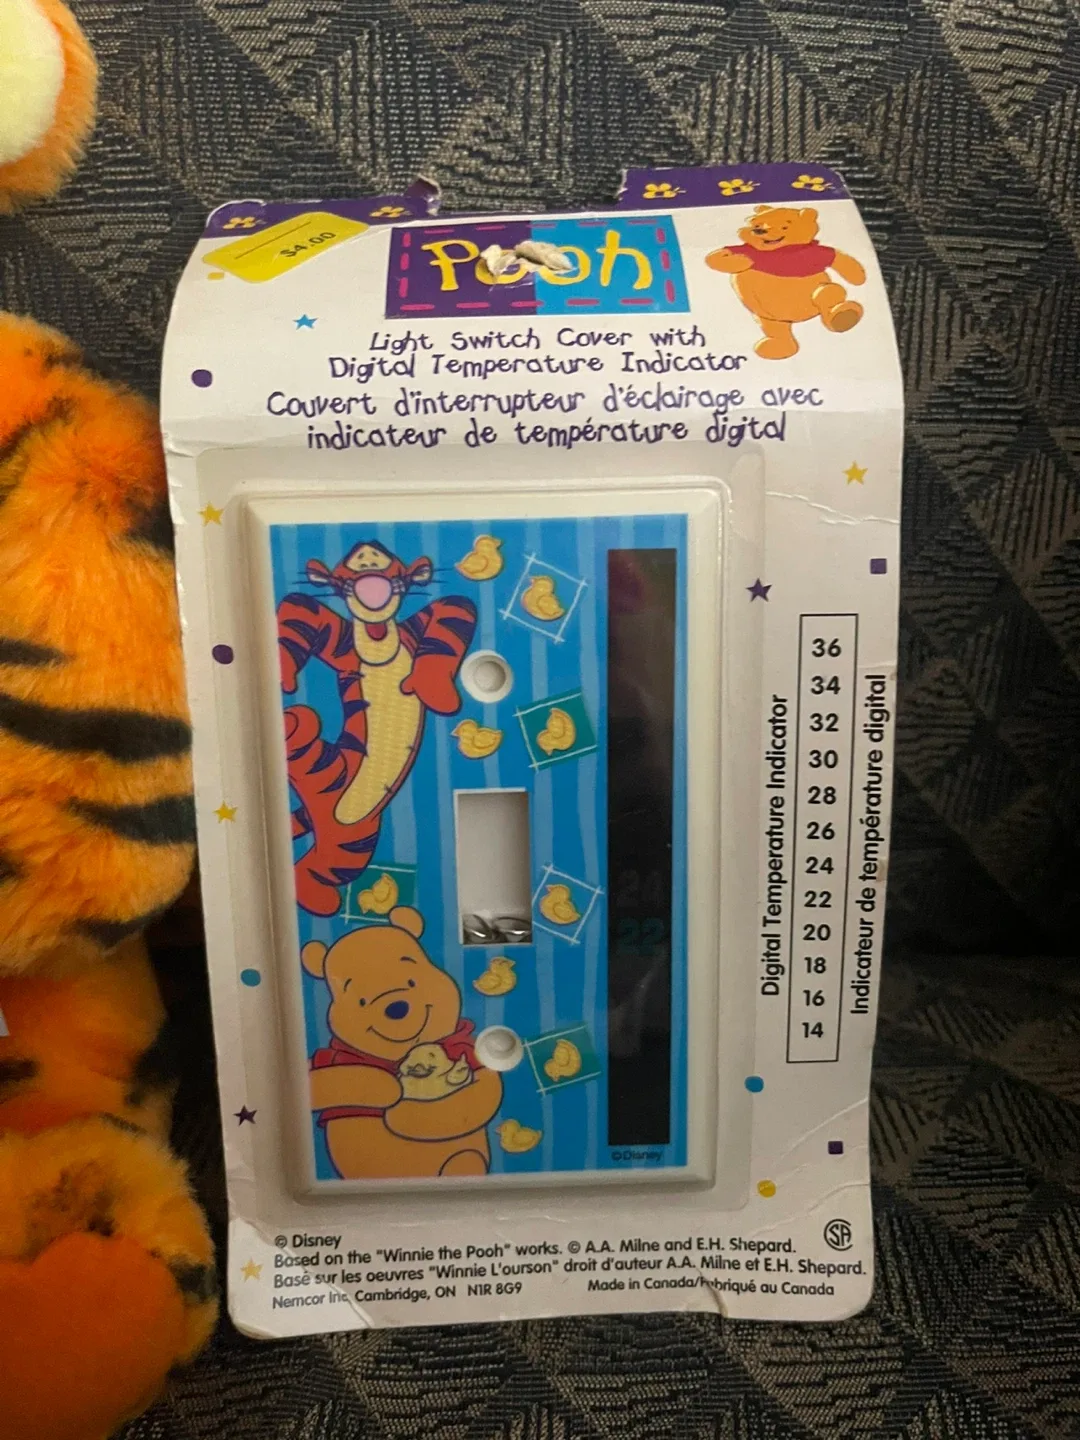 $4.00
Pooh
Light Switch Cover with
Digital Temperature Indicator
Couvert d'interrupteur d'éclairage avec
indicateur de température digital
24
22
© Disney
Digital Temperature Indicator
36
34
32
30
28
26
24
22
20
18
16
14
Indicateur de température digital
© Disney
Based on the "Winnie the Pooh" works. © A.A. Milne and E.H. Shepard.
Basé sur les oeuvres "Winnie L'ourson" droit d'auteur A.A. Milne et E.H. Shepard.
Nemcor Inc. Cambridge, ON N1R 8G9 Made in Canada/Fabriqué au Canada
SA